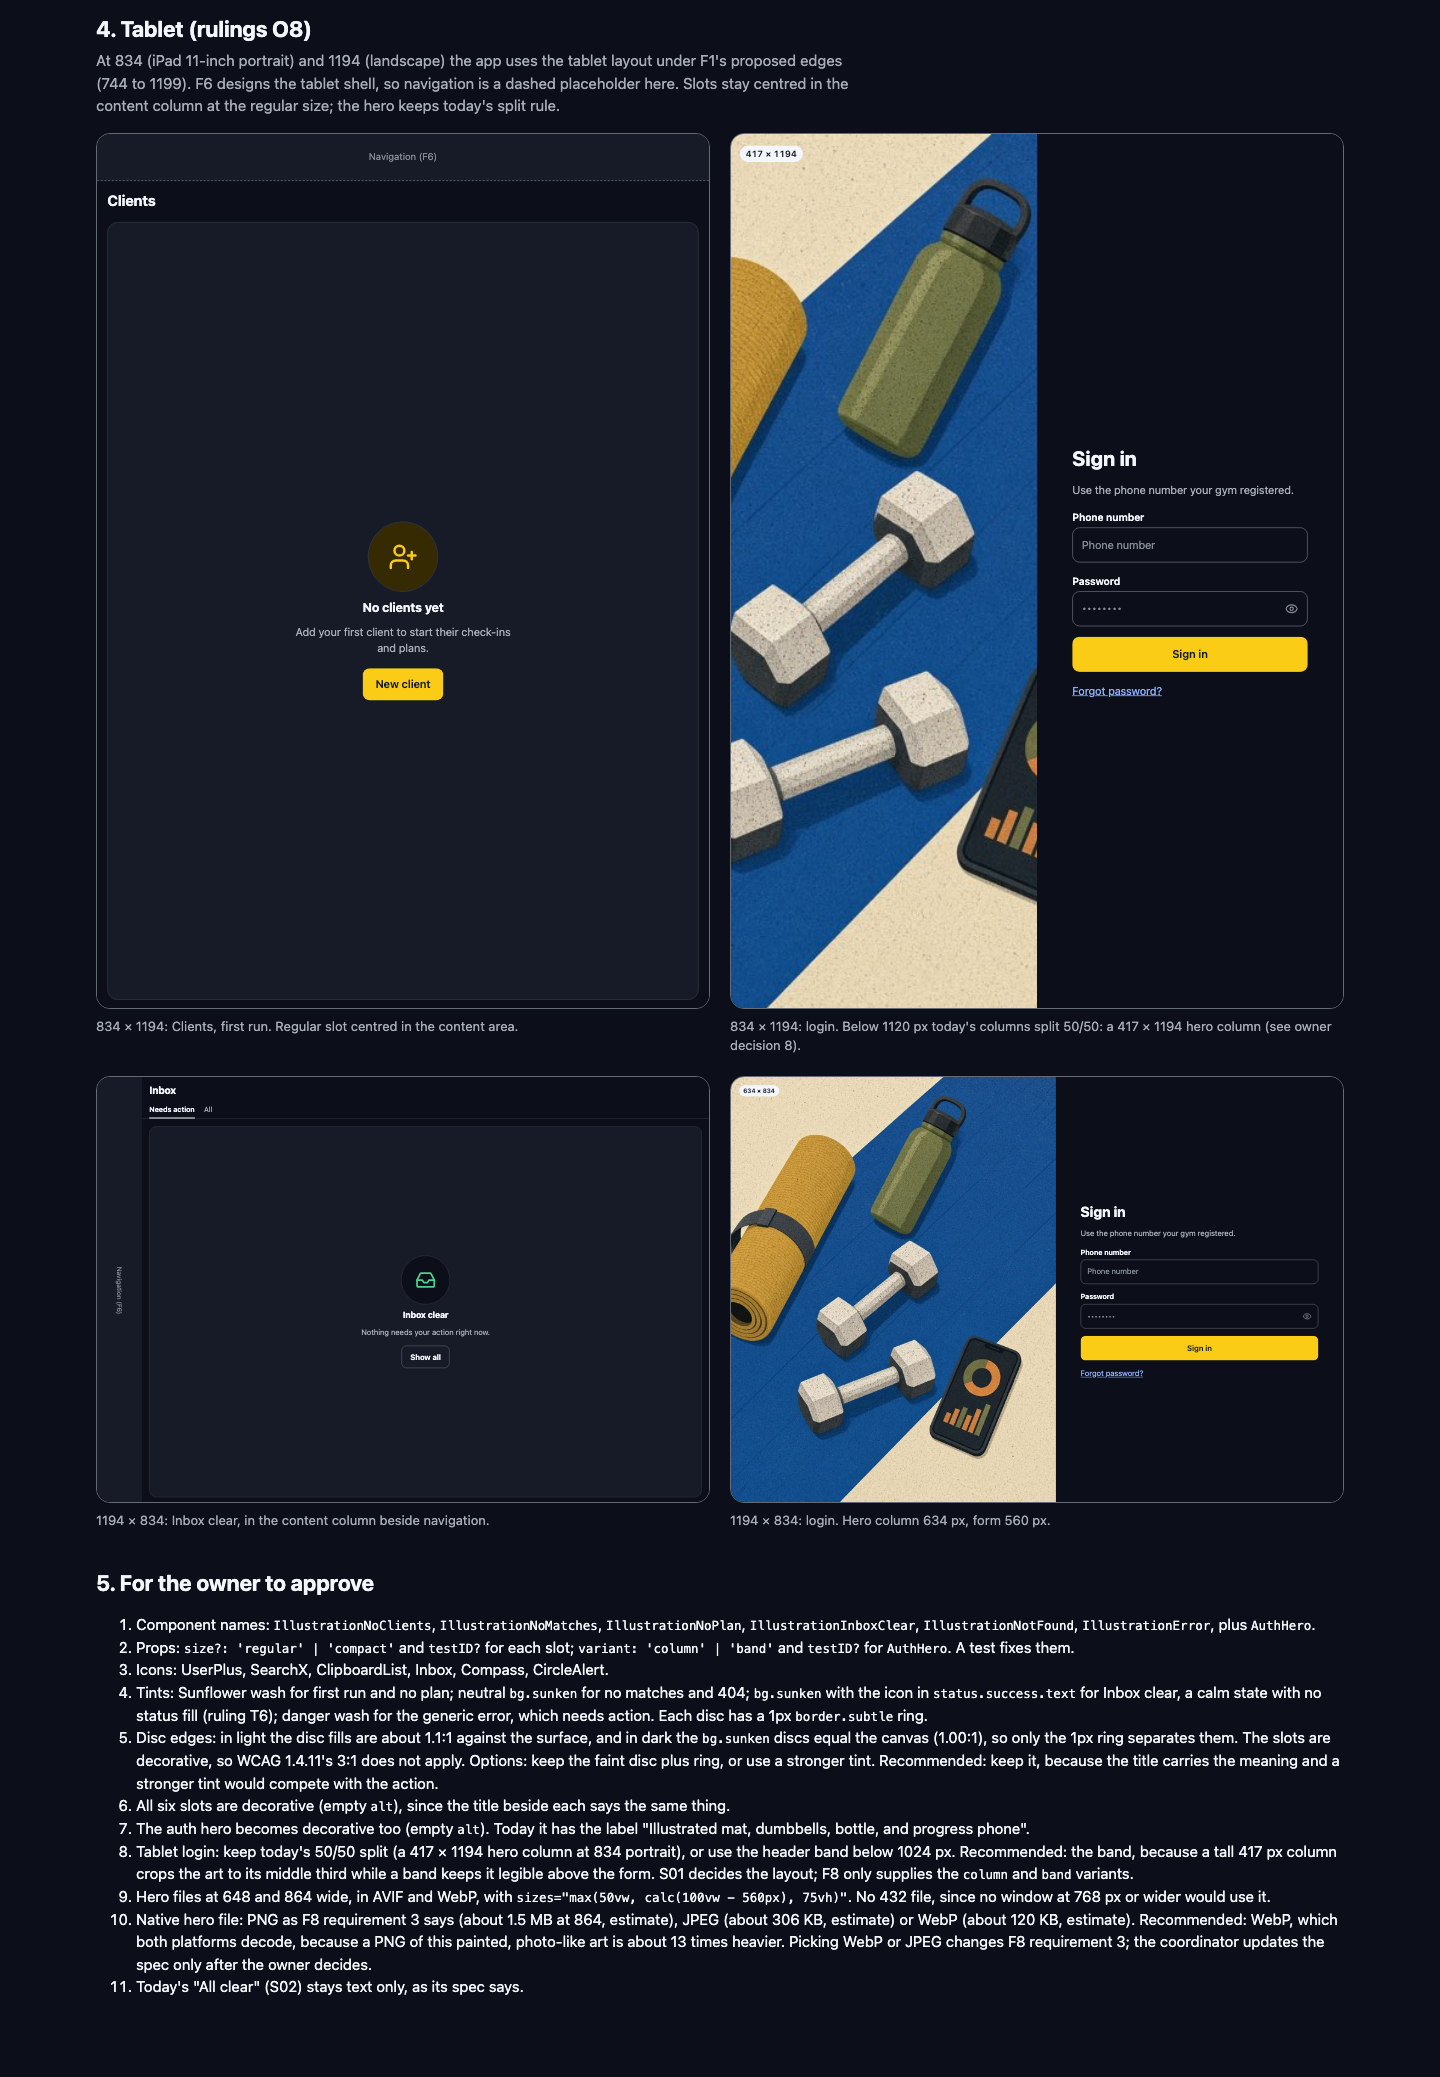 4. Tablet (rulings O8)
At 834 (iPad 11-inch portrait) and 1194 (landscape) the app uses the tablet layout under F1's proposed edges
(744 to 1199). F6 designs the tablet shell, so navigation is a dashed placeholder here. Slots stay centred in the
content column at the regular size; the hero keeps today's split rule.
Navigation (F6)
Clients
No clients yet
Add your first client to start their check-ins
and plans.
New client
417 × 1194
Sign in
Use the phone number your gym registered.
Phone number
Phone number
Password
••••••••
Sign in
Forgot password?
834 × 1194: Clients, first run. Regular slot centred in the content area.
834 × 1194: login. Below 1120 px today's columns split 50/50: a 417 × 1194 hero column (see owner
decision 8).
Navigation (F6)
Inbox
Needs action All
Inbox clear
Nothing needs your action right now.
Show all
634 × 834
Sign in
Use the phone number your gym registered.
Phone number
Phone number
Password
••••••••
Sign in
Forgot password?
1194 × 834: Inbox clear, in the content column beside navigation.
1194 × 834: login. Hero column 634 px, form 560 px.
5. For the owner to approve
1. Component names: IllustrationNoClients, IllustrationNoMatches, IllustrationNoPlan, IllustrationInboxClear, IllustrationNotFound, IllustrationError, plus AuthHero.
2. Props: size?: 'regular' | 'compact' and testID? for each slot; variant: 'column' | 'band' and testID? for AuthHero. A test fixes them.
3. Icons: UserPlus, SearchX, ClipboardList, Inbox, Compass, CircleAlert.
4. Tints: Sunflower wash for first run and no plan; neutral bg.sunken for no matches and 404; bg.sunken with the icon in status.success.text for Inbox clear, a calm state with no
status fill (ruling T6); danger wash for the generic error, which needs action. Each disc has a 1px border.subtle ring.
5. Disc edges: in light the disc fills are about 1.1:1 against the surface, and in dark the bg.sunken discs equal the canvas (1.00:1), so only the 1px ring separates them. The slots are
decorative, so WCAG 1.4.11's 3:1 does not apply. Options: keep the faint disc plus ring, or use a stronger tint. Recommended: keep it, because the title carries the meaning and a
stronger tint would compete with the action.
6. All six slots are decorative (empty alt), since the title beside each says the same thing.
7. The auth hero becomes decorative too (empty alt). Today it has the label "Illustrated mat, dumbbells, bottle, and progress phone".
8. Tablet login: keep today's 50/50 split (a 417 × 1194 hero column at 834 portrait), or use the header band below 1024 px. Recommended: the band, because a tall 417 px column
crops the art to its middle third while a band keeps it legible above the form. S01 decides the layout; F8 only supplies the column and band variants.
9. Hero files at 648 and 864 wide, in AVIF and WebP, with sizes="max(50vw, calc(100vw − 560px), 75vh)". No 432 file, since no window at 768 px or wider would use it.
10. Native hero file: PNG as F8 requirement 3 says (about 1.5 MB at 864, estimate), JPEG (about 306 KB, estimate) or WebP (about 120 KB, estimate). Recommended: WebP, which
both platforms decode, because a PNG of this painted, photo-like art is about 13 times heavier. Picking WebP or JPEG changes F8 requirement 3; the coordinator updates the
spec only after the owner decides.
11. Today's "All clear" (S02) stays text only, as its spec says.